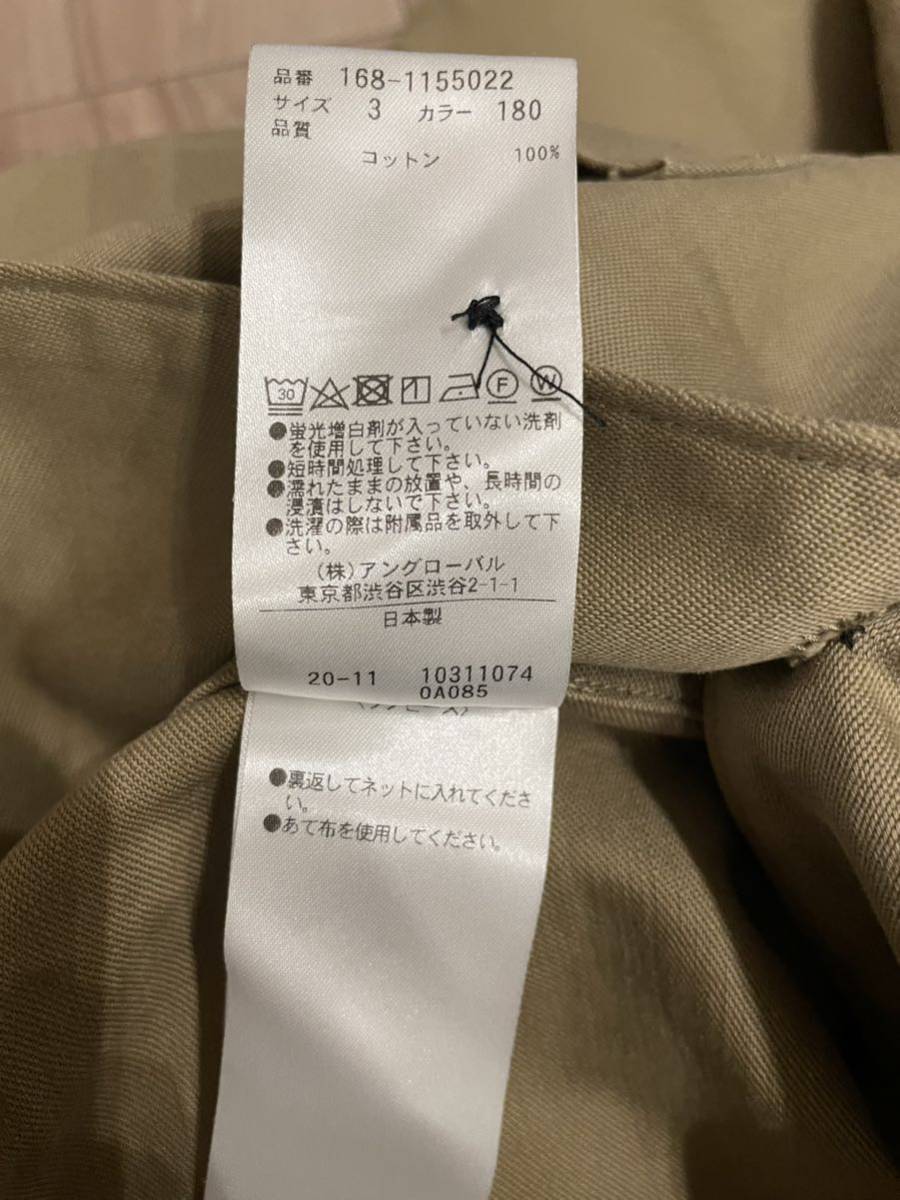 品番 168-1155022
サイズ 3 カラー 180
品質
コットン 100%
30 F W
●蛍光増白剤が入っていない洗剤
を使用して下さい。
●短時間処理して下さい。
●濡れたままの放置や、長時間の
浸漬はしないで下さい。
●洗濯の際は附属品を取外して下
さい。
(株)アングローバル
東京都渋谷区渋谷2-1-1
日本製
20-11 10311074
0A085
●裏返してネットに入れてくださ
い。
●あて布を使用してください。